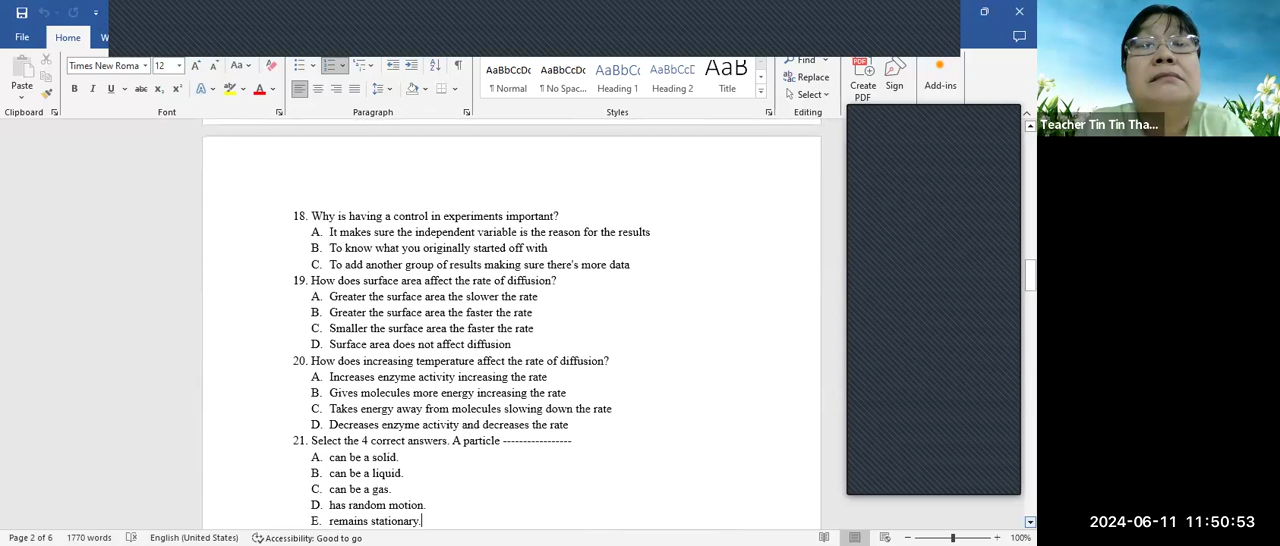 File
Home
W
Times New Roma
12
Aa
Find
AaBbCcDc
AaBbCcDc
AaBbC
AaBbCcD
AaB
Replace
Paste
B I U abc A A
¶ Normal
¶ No Spac...
Heading 1
Heading 2
Title
Select
Create PDF
Sign
Add-ins
Clipboard
Font
Paragraph
Styles
Editing
Teacher Tin Tin Tha...
18. Why is having a control in experiments important?
A. It makes sure the independent variable is the reason for the results
B. To know what you originally started off with
C. To add another group of results making sure there's more data
19. How does surface area affect the rate of diffusion?
A. Greater the surface area the slower the rate
B. Greater the surface area the faster the rate
C. Smaller the surface area the faster the rate
D. Surface area does not affect diffusion
20. How does increasing temperature affect the rate of diffusion?
A. Increases enzyme activity increasing the rate
B. Gives molecules more energy increasing the rate
C. Takes energy away from molecules slowing down the rate
D. Decreases enzyme activity and decreases the rate
21. Select the 4 correct answers. A particle -----------------
A. can be a solid.
B. can be a liquid.
C. can be a gas.
D. has random motion.
E. remains stationary.
2024-06-11 11:50:53
Page 2 of 6
1770 words
English (United States)
Accessibility: Good to go
100%